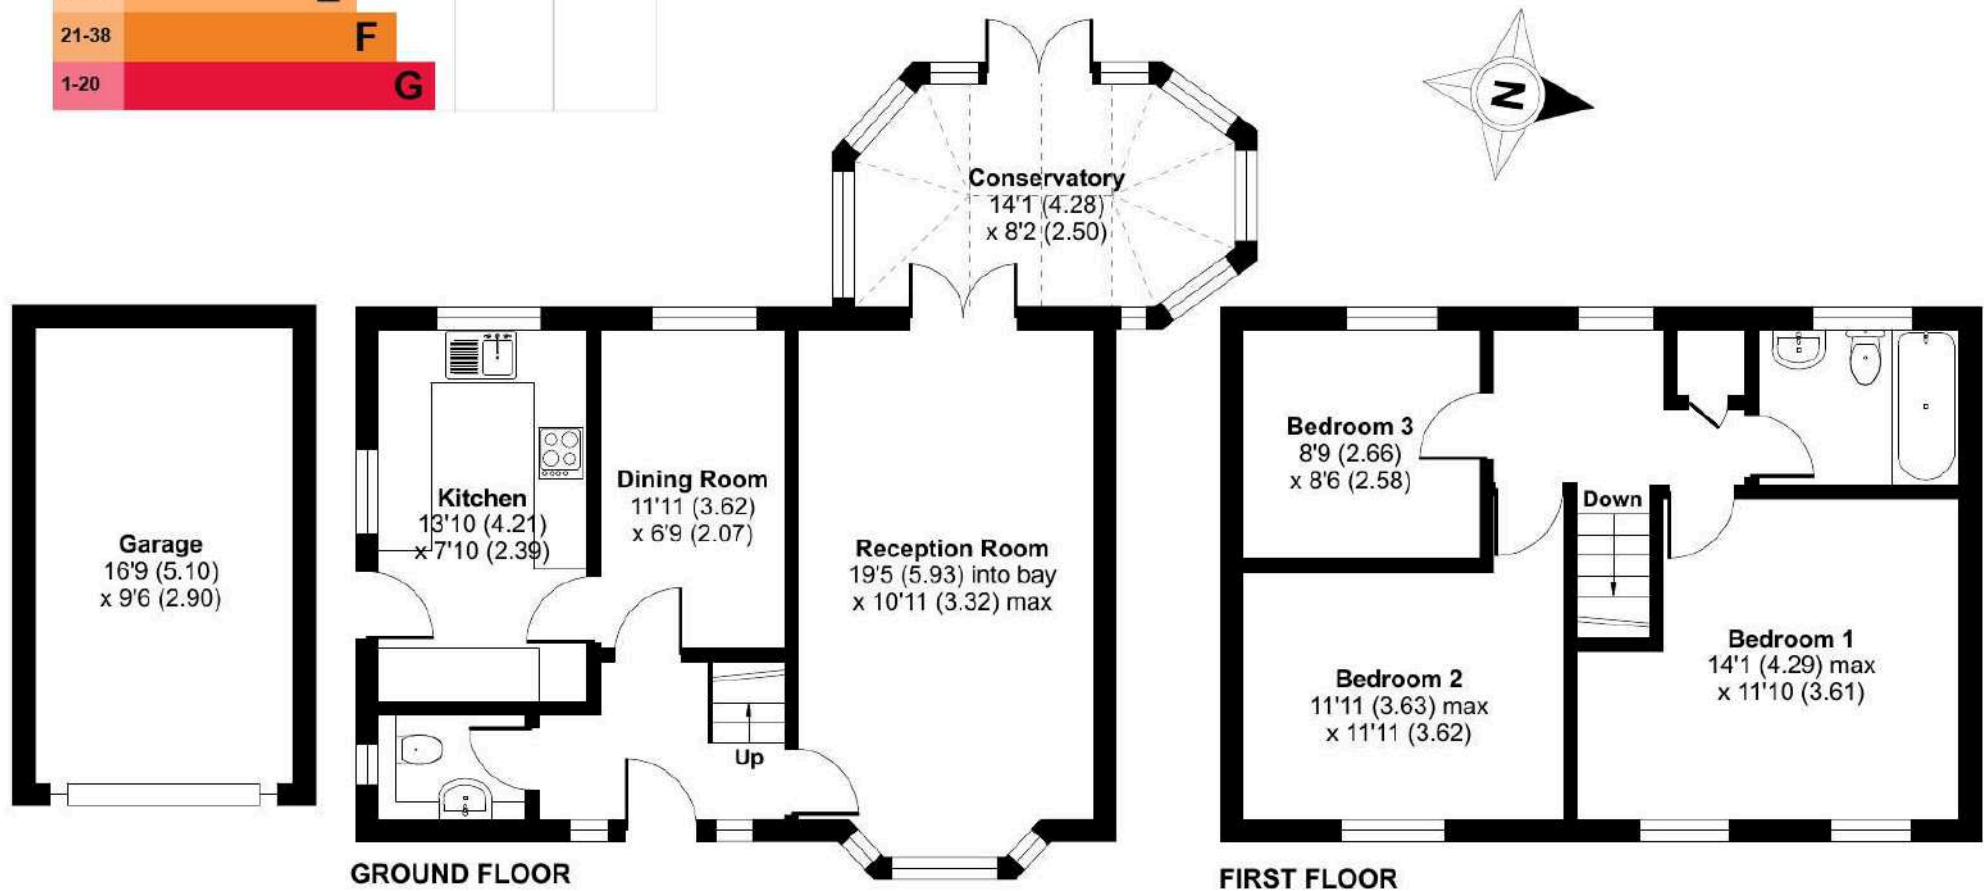 21-38 F
1-20 G
N
Conservatory
14'1 (4.28)
x 8'2 (2.50)
Garage
16'9 (5.10)
x 9'6 (2.90)
Kitchen
13'10 (4.21)
x 7'10 (2.39)
Dining Room
11'11 (3.62)
x 6'9 (2.07)
Reception Room
19'5 (5.93) into bay
x 10'11 (3.32) max
Up
GROUND FLOOR
Bedroom 3
8'9 (2.66)
x 8'6 (2.58)
Down
Bedroom 2
11'11 (3.63) max
x 11'11 (3.62)
Bedroom 1
14'1 (4.29) max
x 11'10 (3.61)
FIRST FLOOR